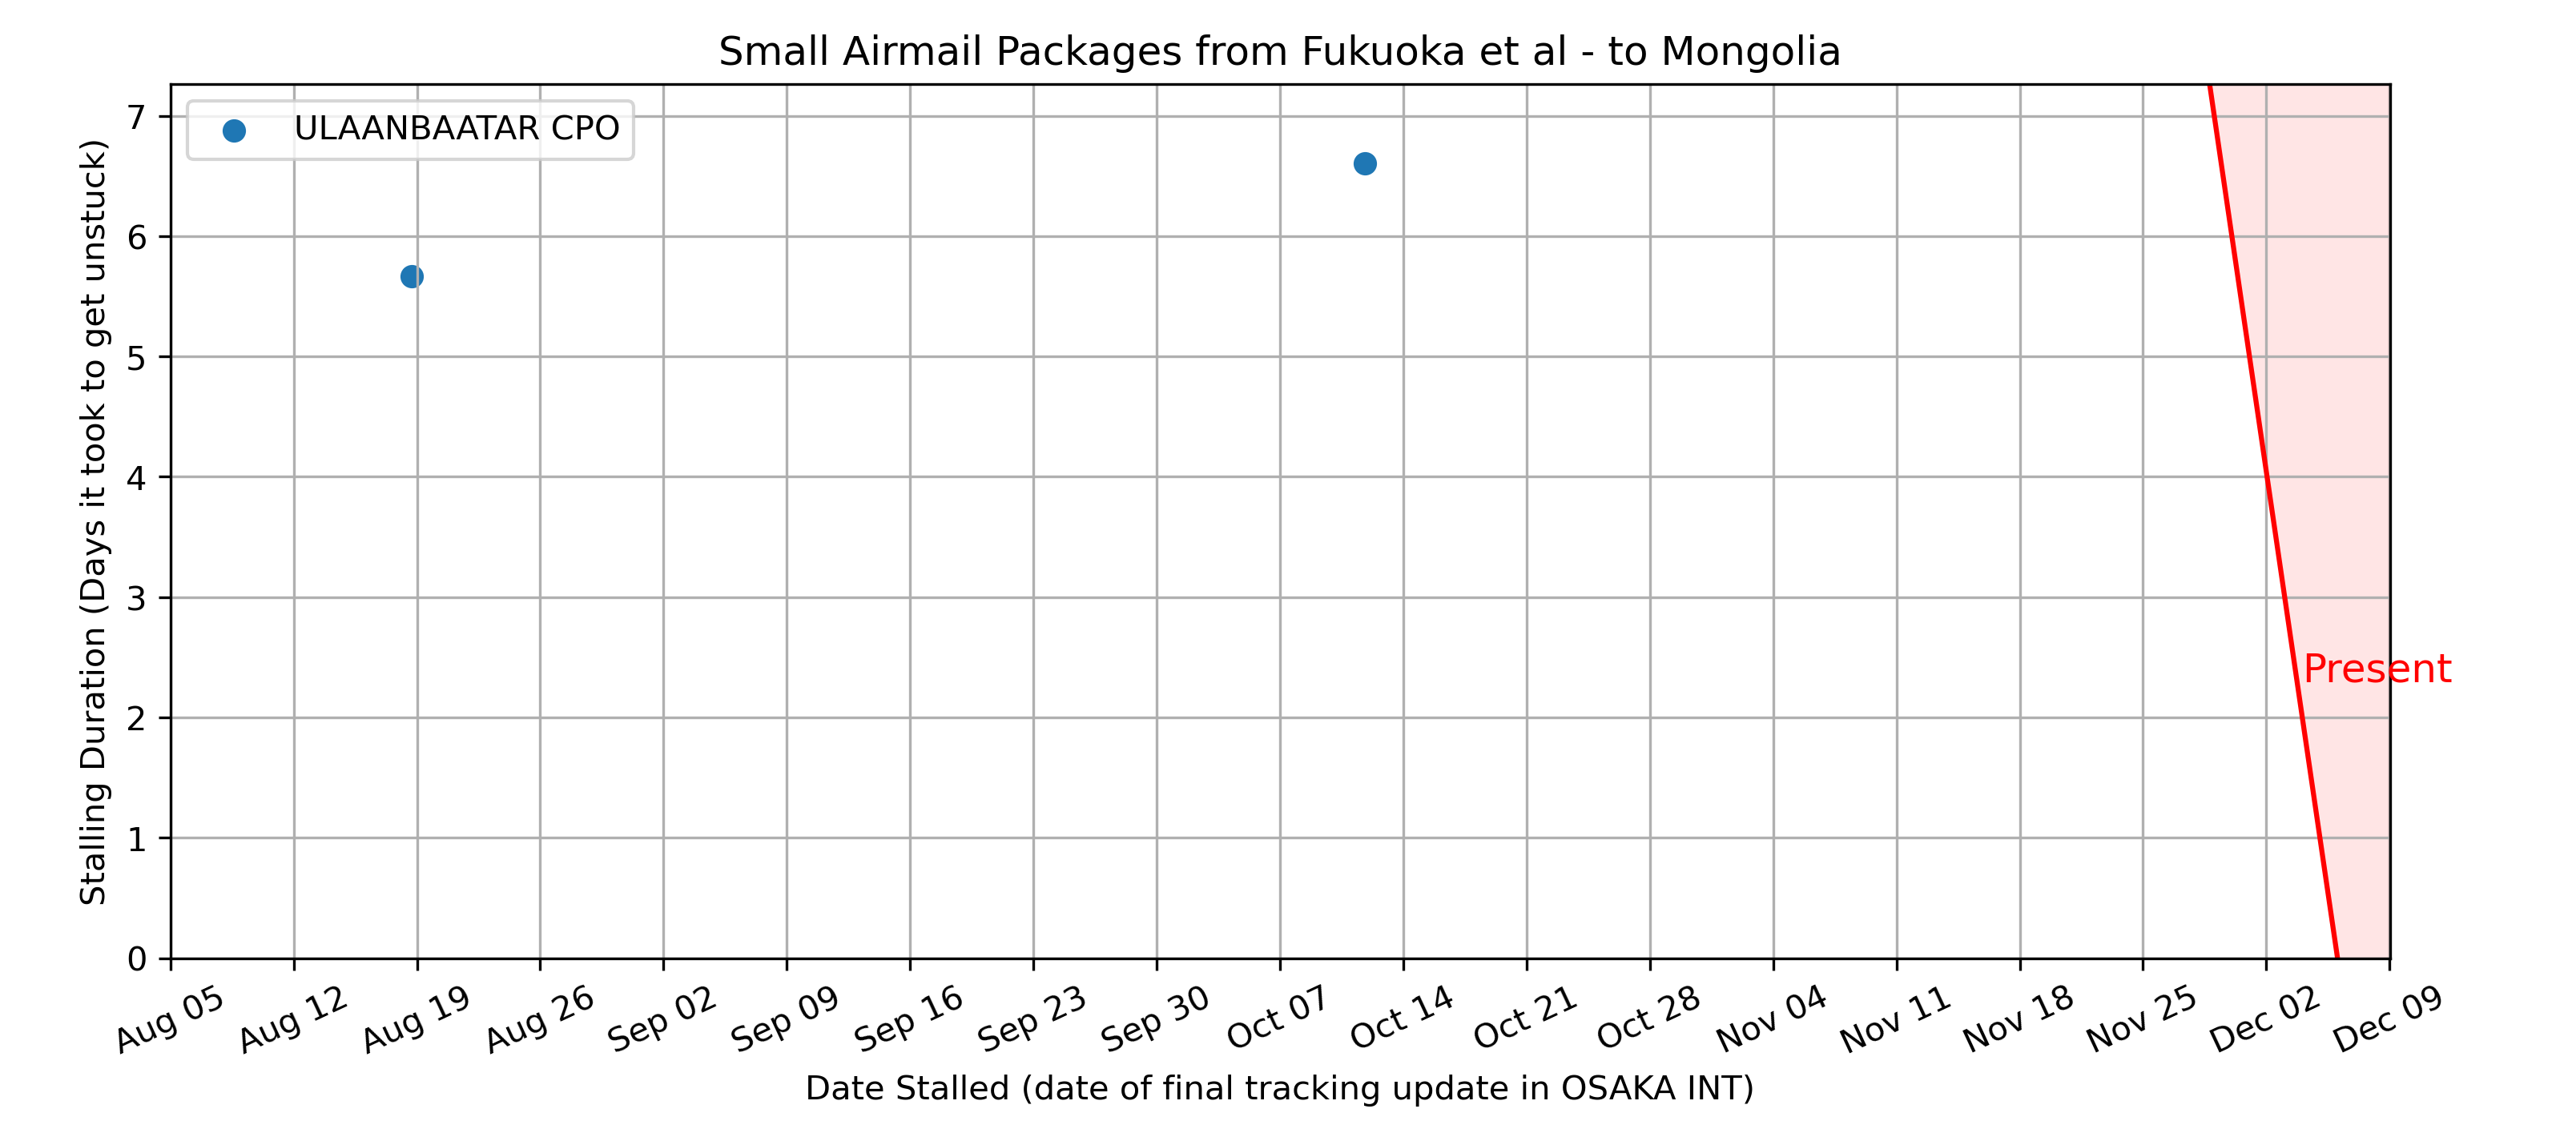 Small Airmail Packages from Fukuoka et al - to Mongolia
ULAANBAATAR CPO
Stalling Duration (Days it took to get unstuck)
7
6
5
4
3
2
1
0
Present
Aug 05
Aug 12
Aug 19
Aug 26
Sep 02
Sep 09
Sep 16
Sep 23
Sep 30
Oct 07
Oct 14
Oct 21
Oct 28
Nov 04
Nov 11
Nov 18
Nov 25
Dec 02
Dec 09
Date Stalled (date of final tracking update in OSAKA INT)